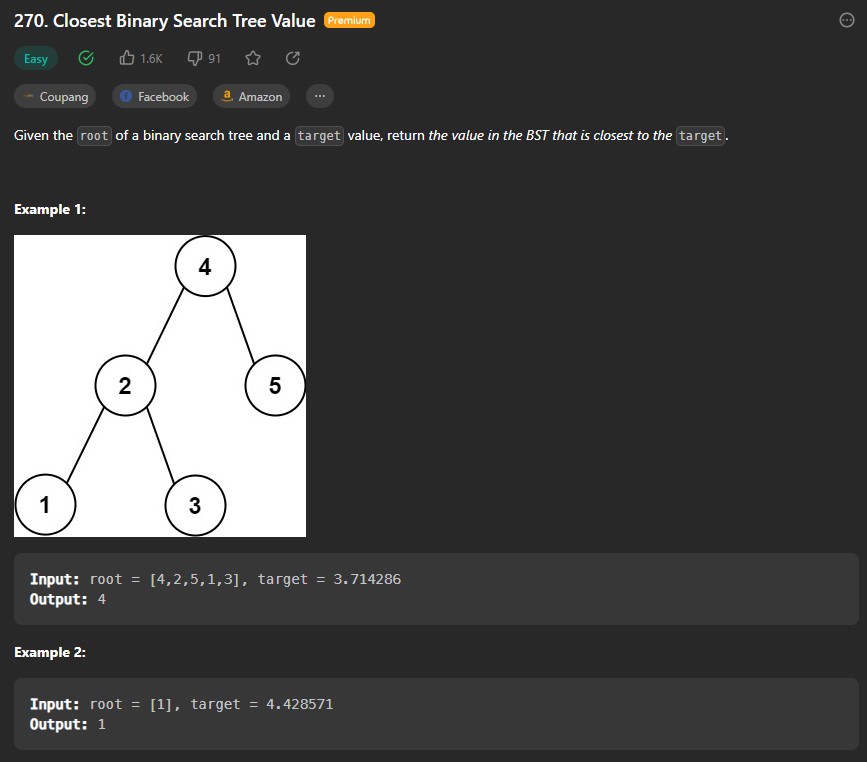 270. Closest Binary Search Tree Value Premium
Easy 1.6K 91
Coupang Facebook Amazon ...
Given the root of a binary search tree and a target value, return the value in the BST that is closest to the target.
Example 1:
4
2 5
1 3
Input: root = [4,2,5,1,3], target = 3.714286
Output: 4
Example 2:
Input: root = [1], target = 4.428571
Output: 1